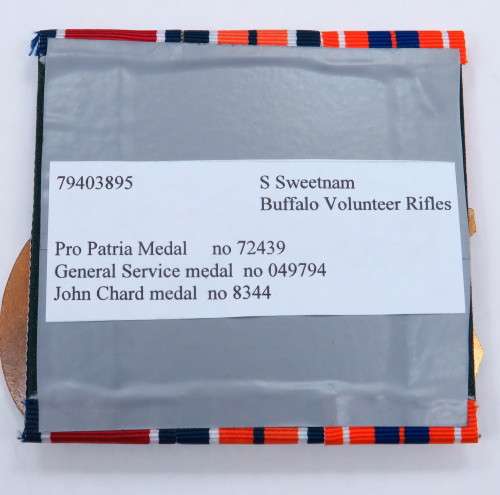 79403895 S Sweetnam
Buffalo Volunteer Rifles
Pro Patria Medal no 72439
General Service medal no 049794
John Chard medal no 8344